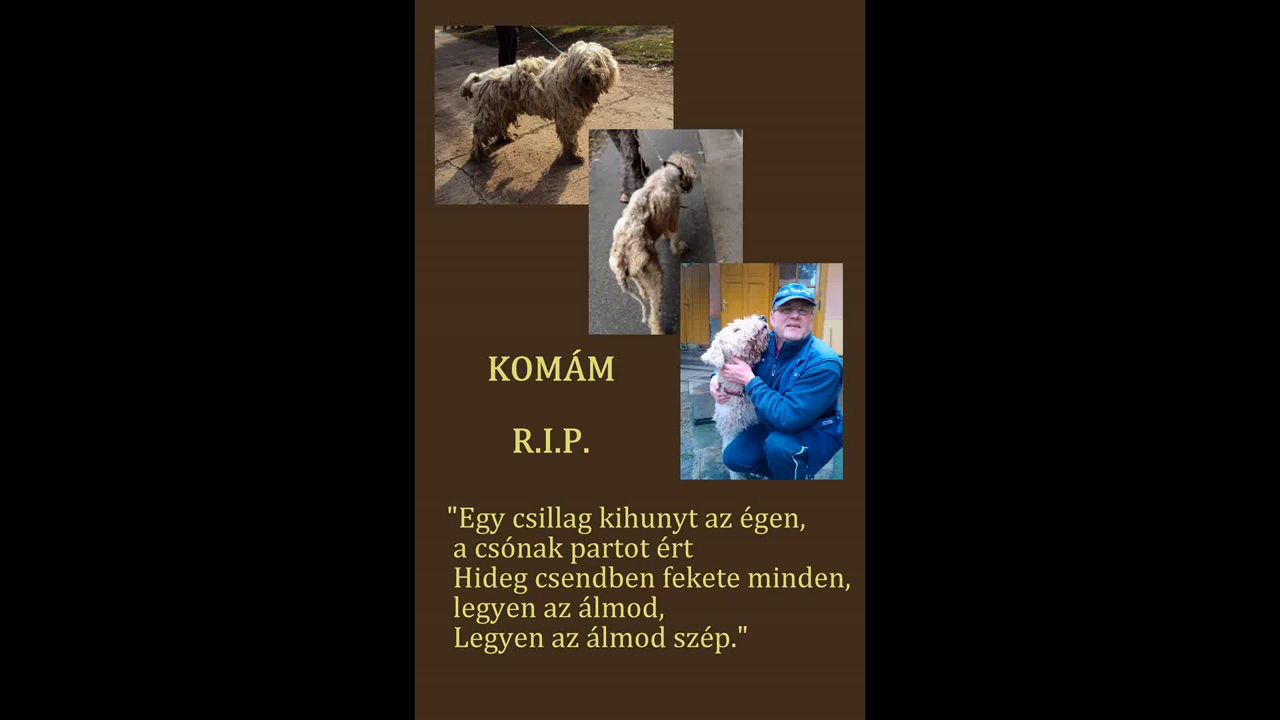 KOMÁM
R.I.P.
"Egy csillag kihunyt az égen,
a csónak partot ért
Hideg csendben fekete minden,
legyen az álmod,
Legyen az álmod szép."